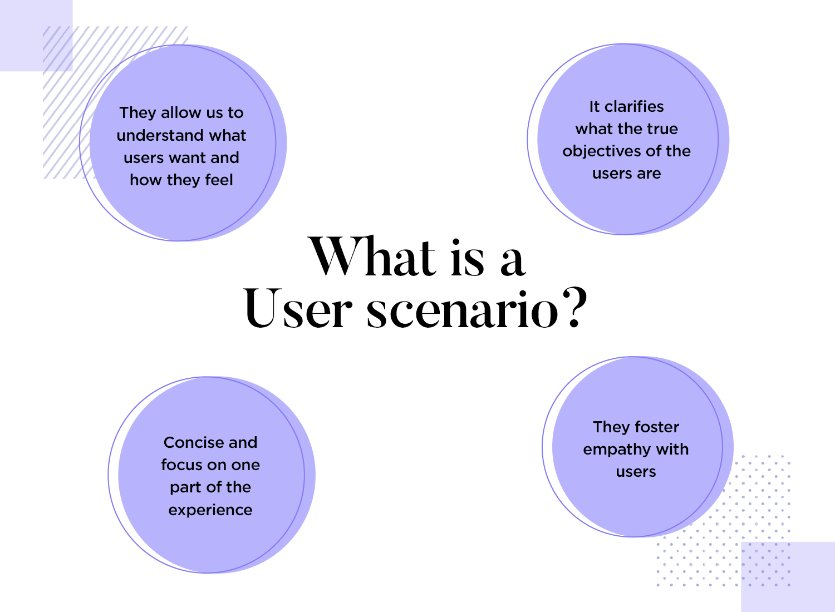 They allow us to
understand what
users want and
how they feel
It clarifies
what the true
objectives of the
users are
What is a
User scenario?
Concise and
focus on one
part of the
experience
They foster
empathy with
users